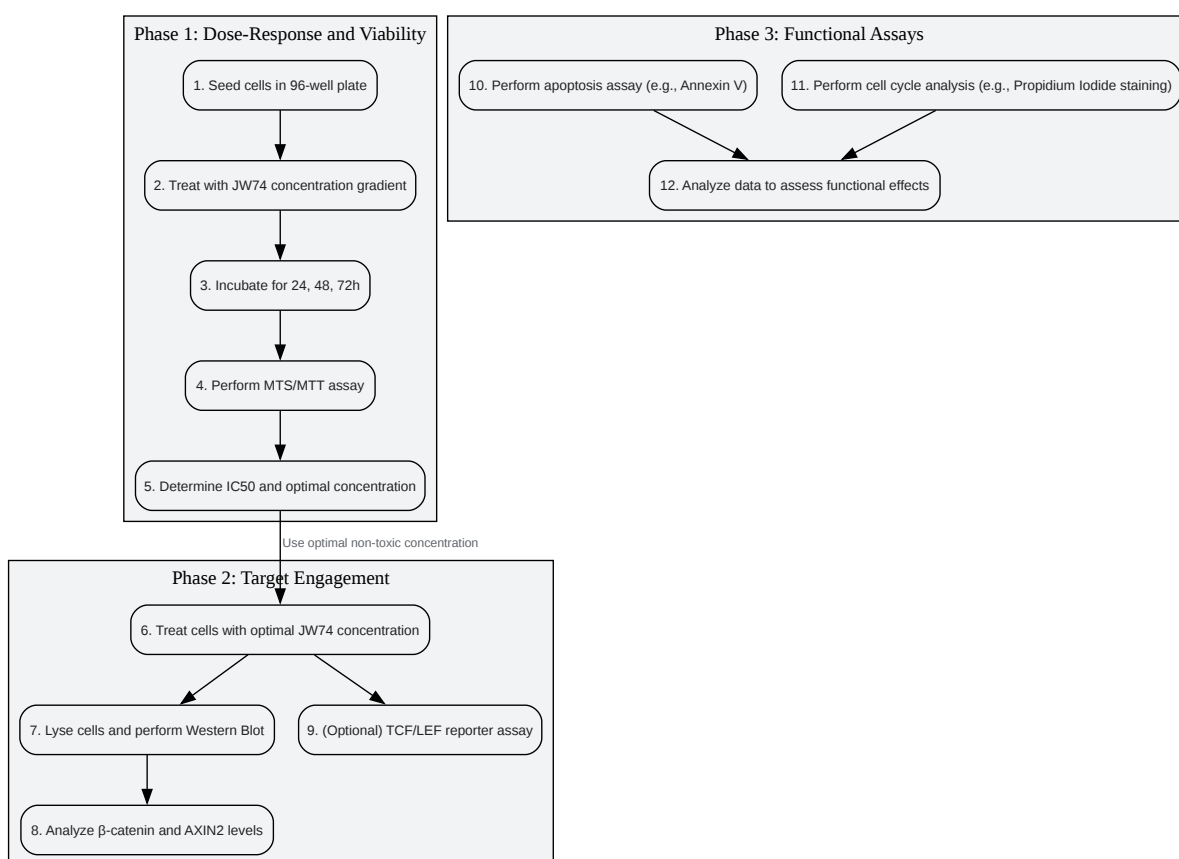 Phase 1: Dose-Response and Viability
1. Seed cells in 96-well plate
2. Treat with JW74 concentration gradient
3. Incubate for 24, 48, 72h
4. Perform MTS/MTT assay
5. Determine IC50 and optimal concentration
Use optimal non-toxic concentration
Phase 2: Target Engagement
6. Treat cells with optimal JW74 concentration
7. Lyse cells and perform Western Blot
9. (Optional) TCF/LEF reporter assay
8. Analyze β-catenin and AXIN2 levels
Phase 3: Functional Assays
10. Perform apoptosis assay (e.g., Annexin V)
11. Perform cell cycle analysis (e.g., Propidium Iodide staining)
12. Analyze data to assess functional effects